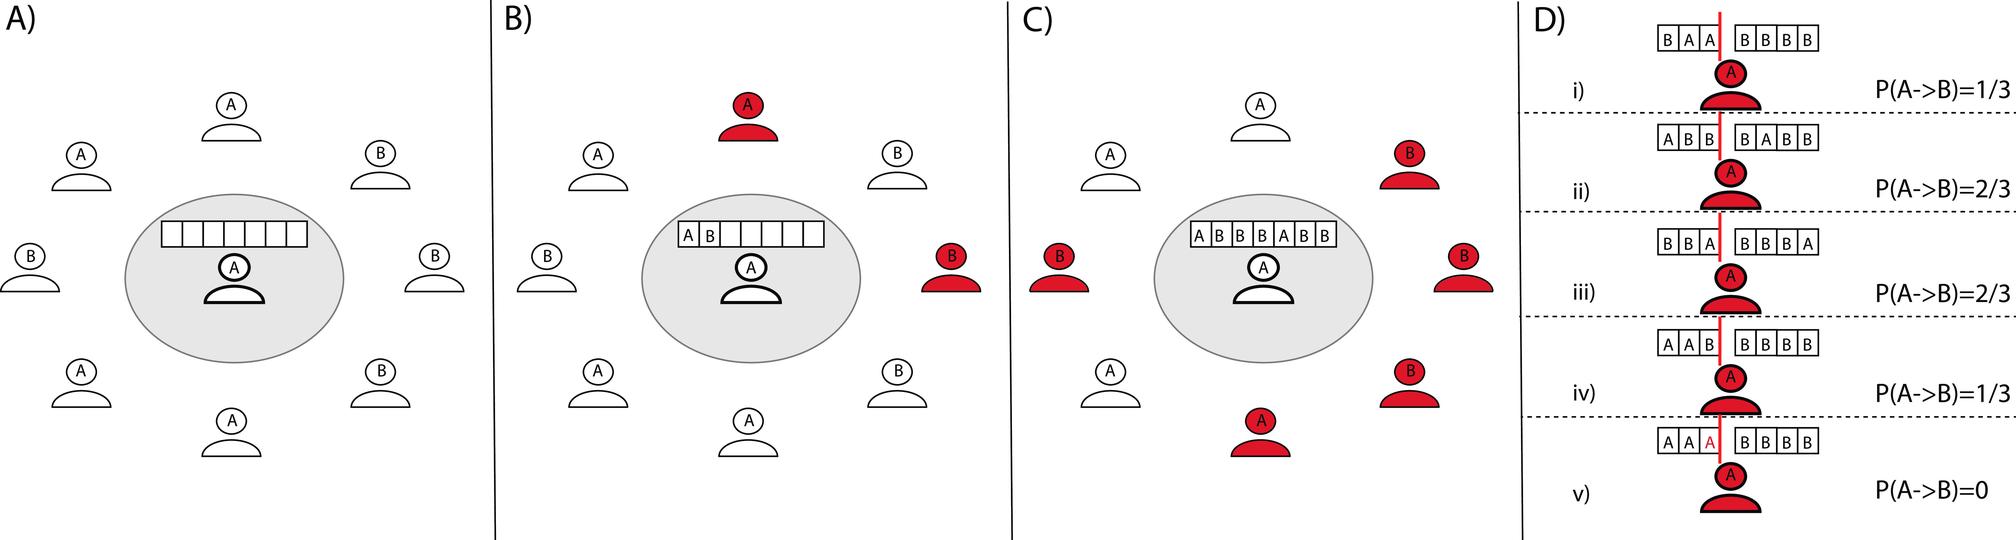 A)
A
A
B
B
A
B
A
B
A
B)
A
A
B
A B
B
A
B
A
B
A
C)
A
A
B
A B B B A B B
B
A
B
A
B
A
D)
B A A B B B B
A
i) P(A->B)=1/3
A B B B A B B
A
ii) P(A->B)=2/3
B B A B B B A
A
iii) P(A->B)=2/3
A A B B B B B
A
iv) P(A->B)=1/3
A A A B B B B
A
v) P(A->B)=0